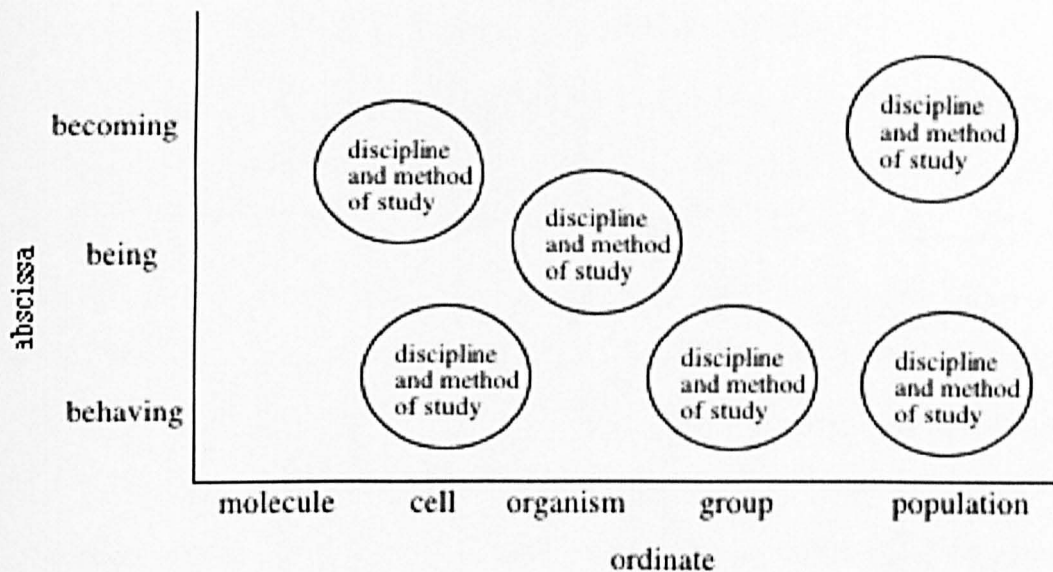 becoming
being
behaving
abscissa
discipline
and method
of study
discipline
and method
of study
discipline
and method
of study
discipline
and method
of study
discipline
and method
of study
discipline
and method
of study
molecule cell organism group population
ordinate